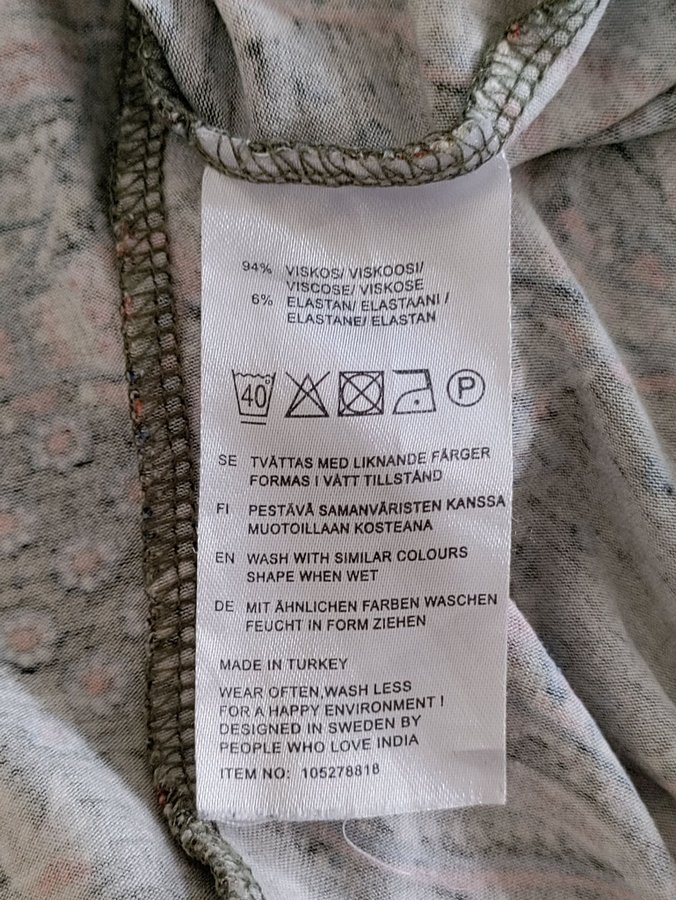 94% VISKOS/ VISKOOSI/
VISCOSE/ VISKOSE
6% ELASTAN/ ELASTAANI /
ELASTANE/ ELASTAN
40° P
SE TVÄTTAS MED LIKNANDE FÄRGER
FORMAS I VÅTT TILLSTÅND
FI PESTÄVÄ SAMANVÄRISTEN KANSSA
MUOTOILLAAN KOSTEANA
EN WASH WITH SIMILAR COLOURS
SHAPE WHEN WET
DE MIT ÄHNLICHEN FARBEN WASCHEN
FEUCHT IN FORM ZIEHEN
MADE IN TURKEY
WEAR OFTEN,WASH LESS
FOR A HAPPY ENVIRONMENT !
DESIGNED IN SWEDEN BY
PEOPLE WHO LOVE INDIA
ITEM NO: 105278818